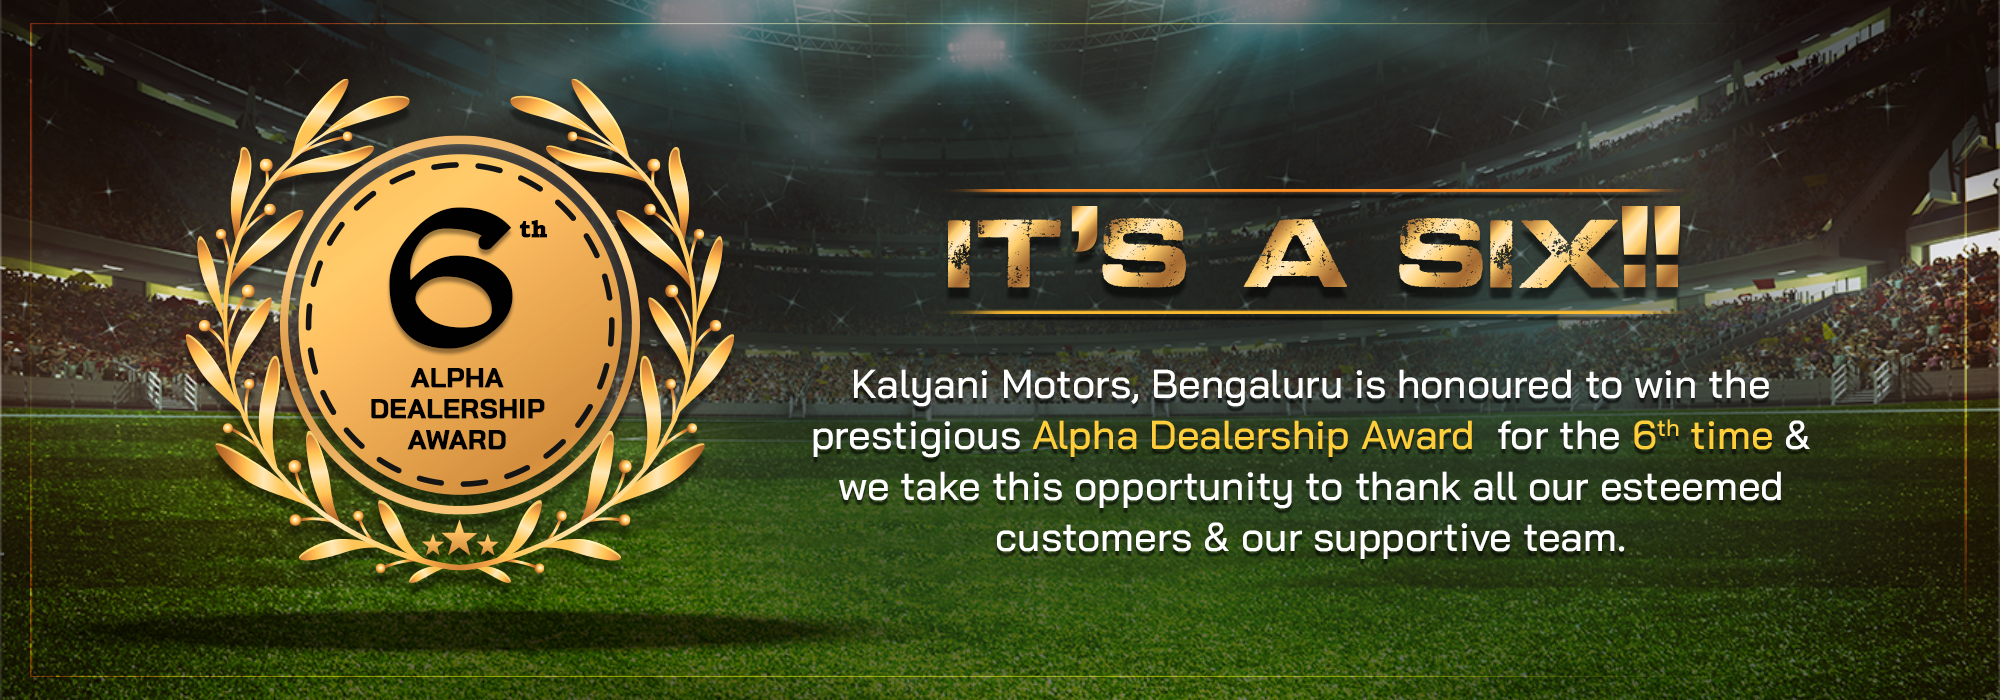 6th
ALPHA
DEALERSHIP
AWARD
IT'S A SIX!!
Kalyani Motors, Bengaluru is honoured to win the
prestigious Alpha Dealership Award for the 6th time &
we take this opportunity to thank all our esteemed
customers & our supportive team.